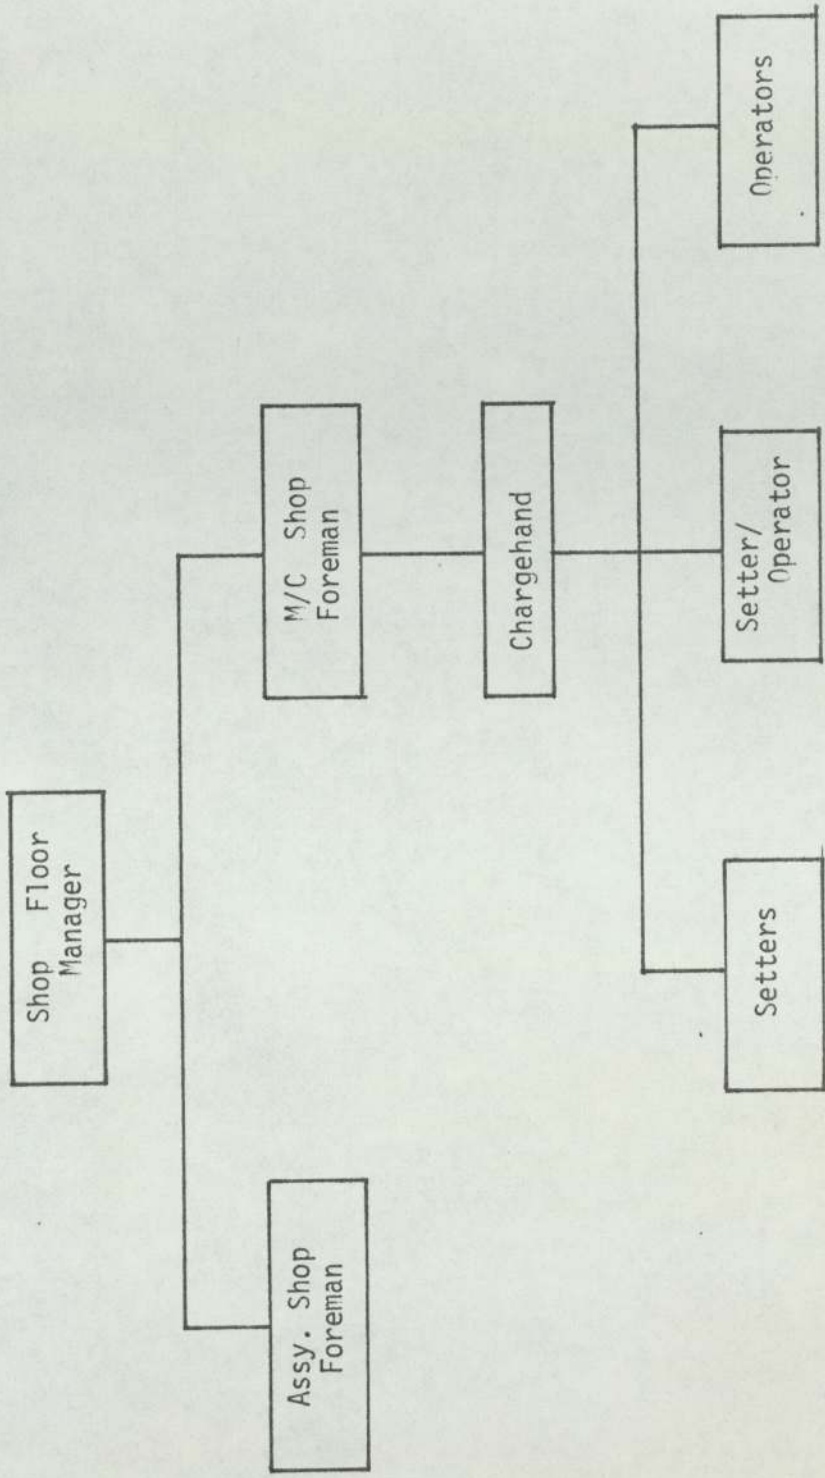 Shop Floor
Manager
Assy. Shop
Foreman
M/C Shop
Foreman
Chargehand
Setters
Setter/
Operator
Operators